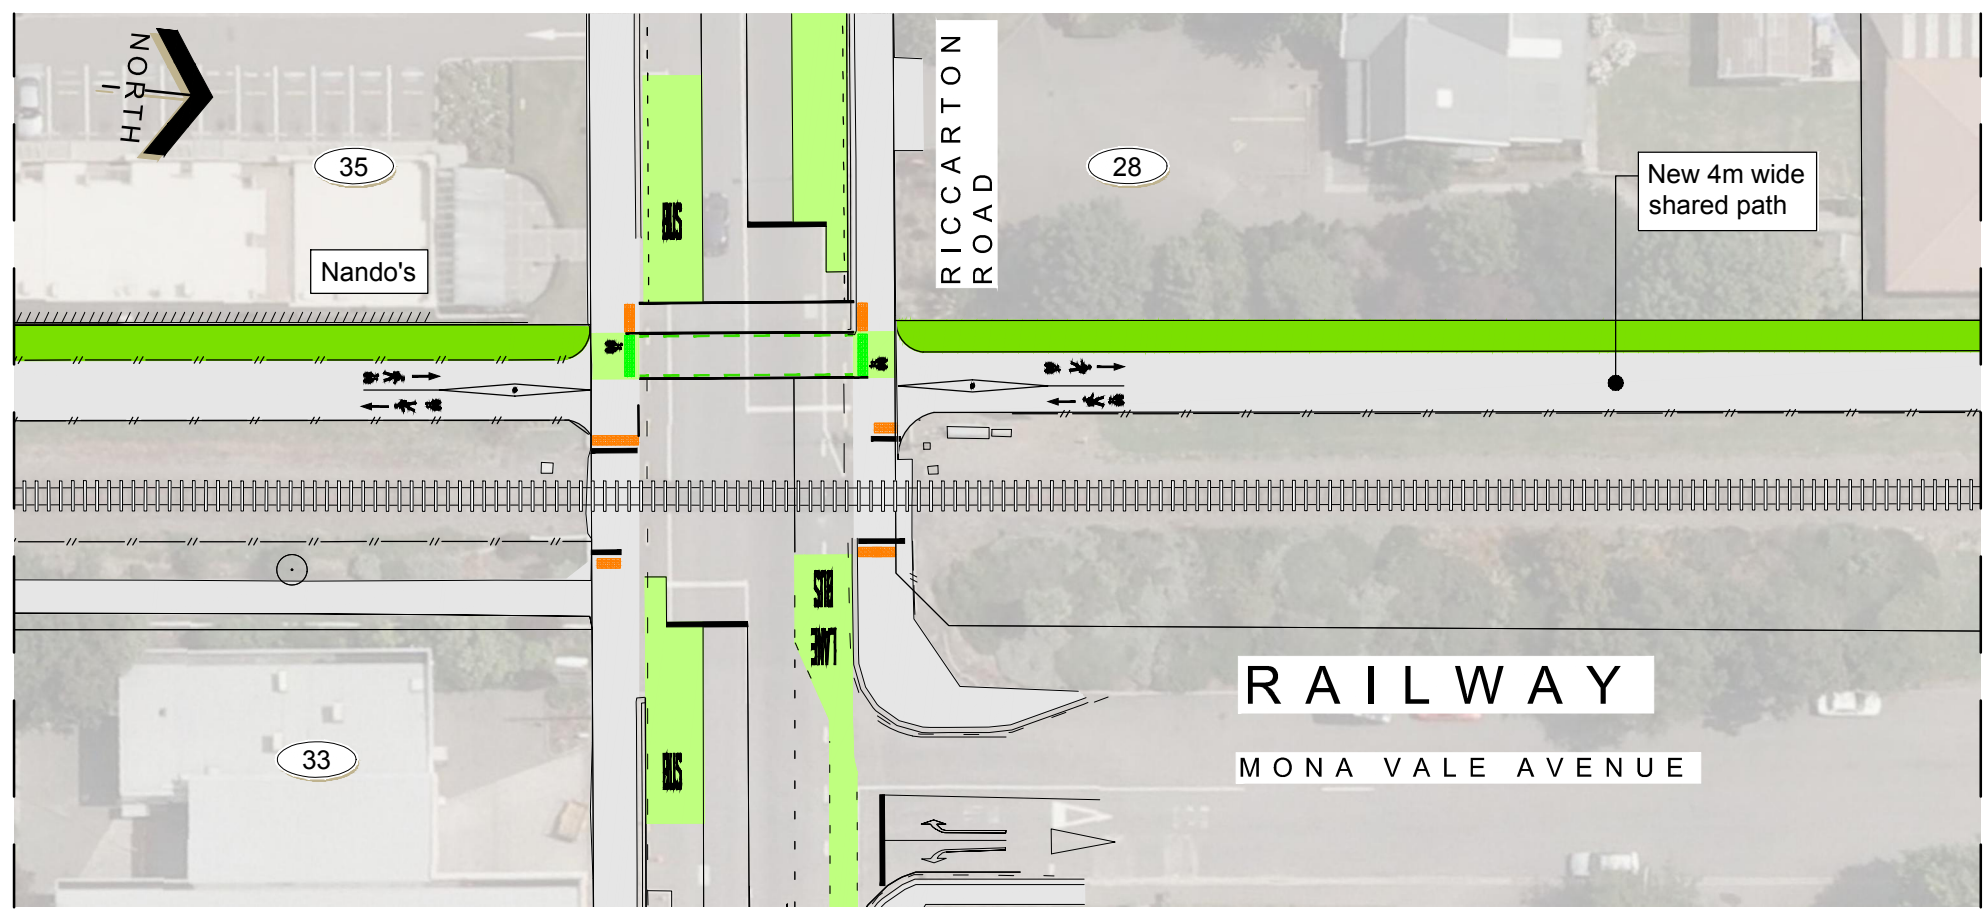 NORTH
35
Nando's
BUS
RICCARTON
ROAD
28
New 4m wide
shared path
BUS
LANE
RAILWAY
MONA VALE AVENUE
33
BUS